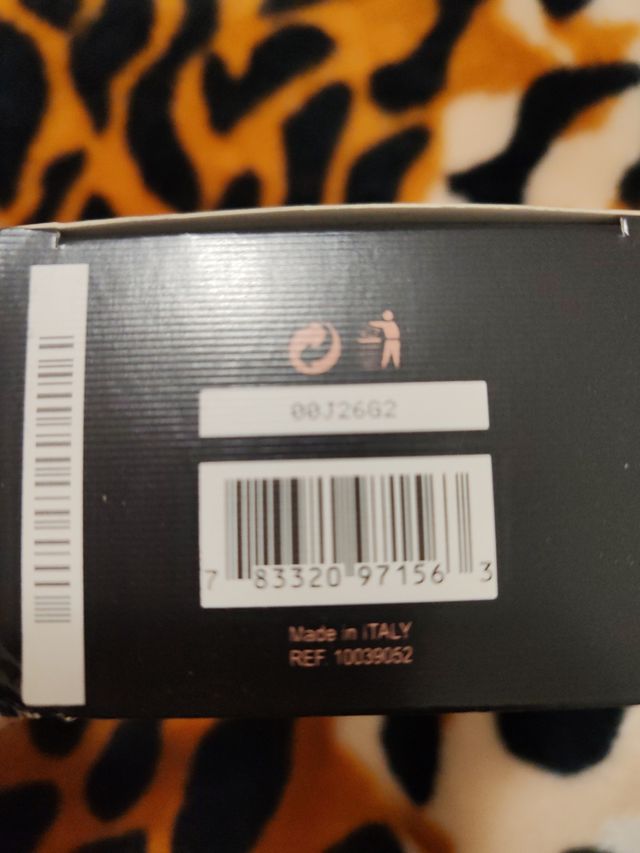 00J26G2
7 83320 97156 3
Made in ITALY
REF. 10039052